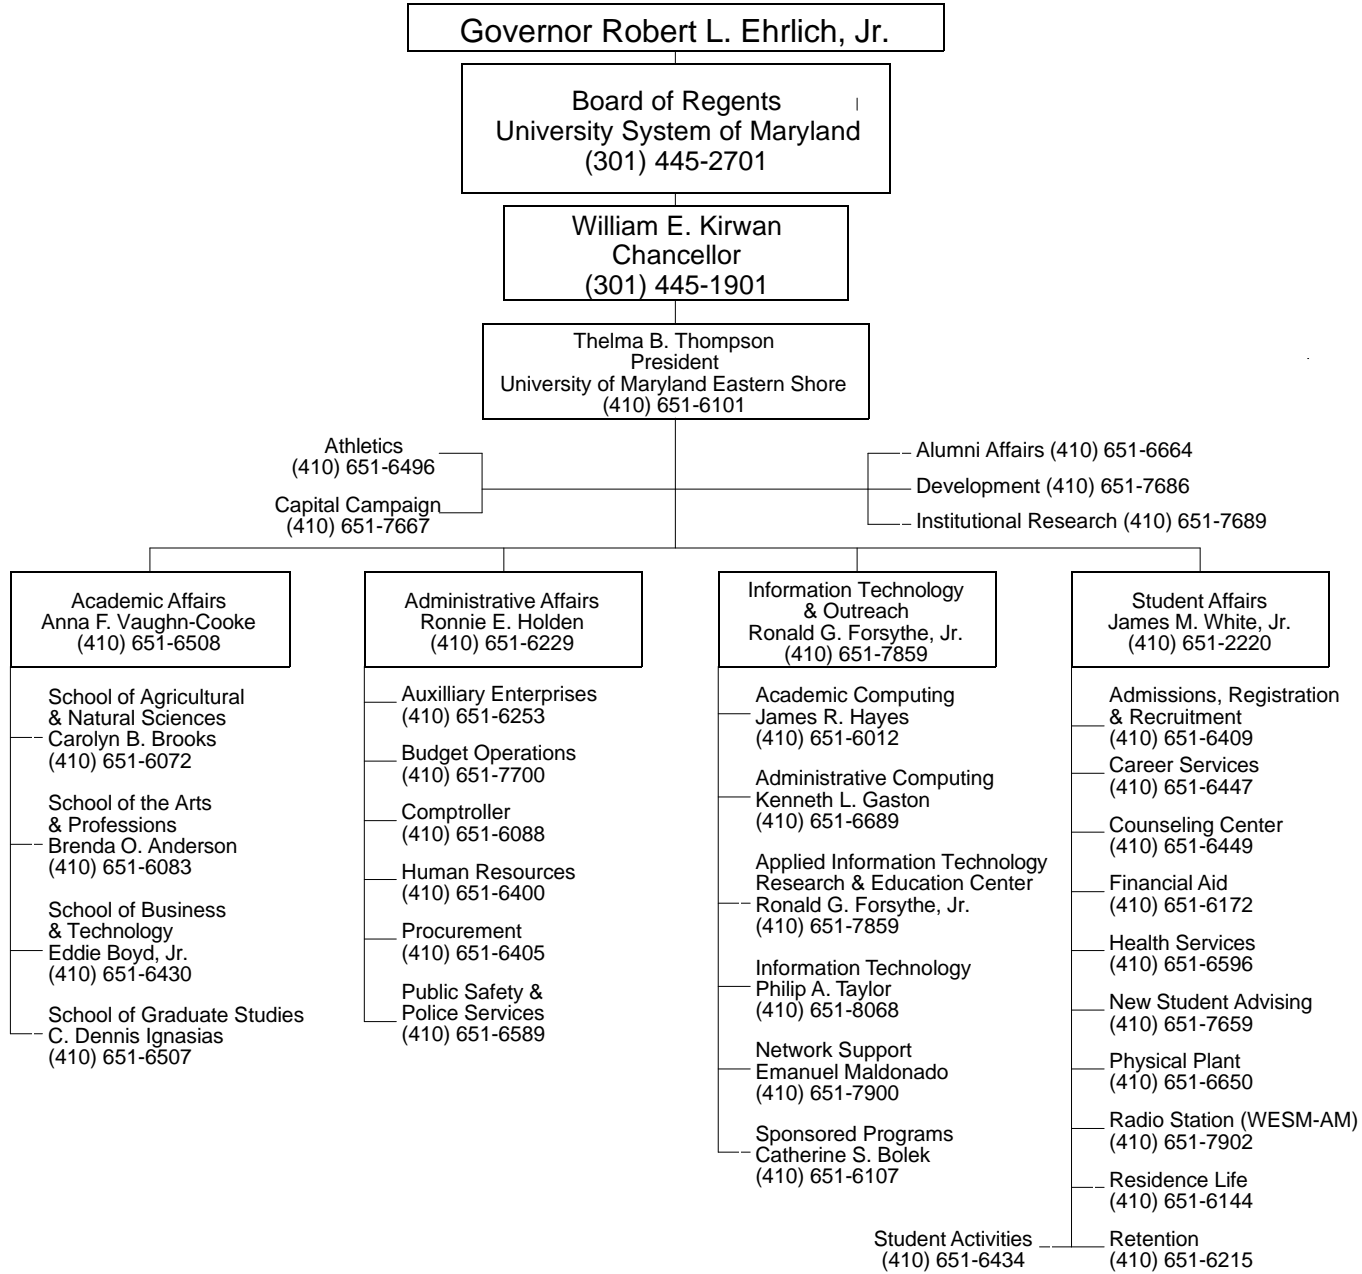 Governor Robert L. Ehrlich, Jr.
Board of Regents
University System of Maryland
(301) 445-2701
William E. Kirwan
Chancellor
(301) 445-1901
Thelma B. Thompson
President
University of Maryland Eastern Shore
(410) 651-6101
Athletics
(410) 651-6496
Capital Campaign
(410) 651-7667
Alumni Affairs (410) 651-6664
Development (410) 651-7686
Institutional Research (410) 651-7689
Academic Affairs
Anna F. Vaughn-Cooke
(410) 651-6508
School of Agricultural
& Natural Sciences
Carolyn B. Brooks
(410) 651-6072
School of the Arts
& Professions
Brenda O. Anderson
(410) 651-6083
School of Business
& Technology
Eddie Boyd, Jr.
(410) 651-6430
School of Graduate Studies
C. Dennis Ignasias
(410) 651-6507
Administrative Affairs
Ronnie E. Holden
(410) 651-6229
Auxilliary Enterprises
(410) 651-6253
Budget Operations
(410) 651-7700
Comptroller
(410) 651-6088
Human Resources
(410) 651-6400
Procurement
(410) 651-6405
Public Safety &
Police Services
(410) 651-6589
Information Technology
& Outreach
Ronald G. Forsythe, Jr.
(410) 651-7859
Academic Computing
James R. Hayes
(410) 651-6012
Administrative Computing
Kenneth L. Gaston
(410) 651-6689
Applied Information Technology
Research & Education Center
Ronald G. Forsythe, Jr.
(410) 651-7859
Information Technology
Philip A. Taylor
(410) 651-8068
Network Support
Emanuel Maldonado
(410) 651-7900
Sponsored Programs
Catherine S. Bolek
(410) 651-6107
Student Affairs
James M. White, Jr.
(410) 651-2220
Admissions, Registration
& Recruitment
(410) 651-6409
Career Services
(410) 651-6447
Counseling Center
(410) 651-6449
Financial Aid
(410) 651-6172
Health Services
(410) 651-6596
New Student Advising
(410) 651-7659
Physical Plant
(410) 651-6650
Radio Station (WESM-AM)
(410) 651-7902
Residence Life
(410) 651-6144
Student Activities
(410) 651-6434
Retention
(410) 651-6215